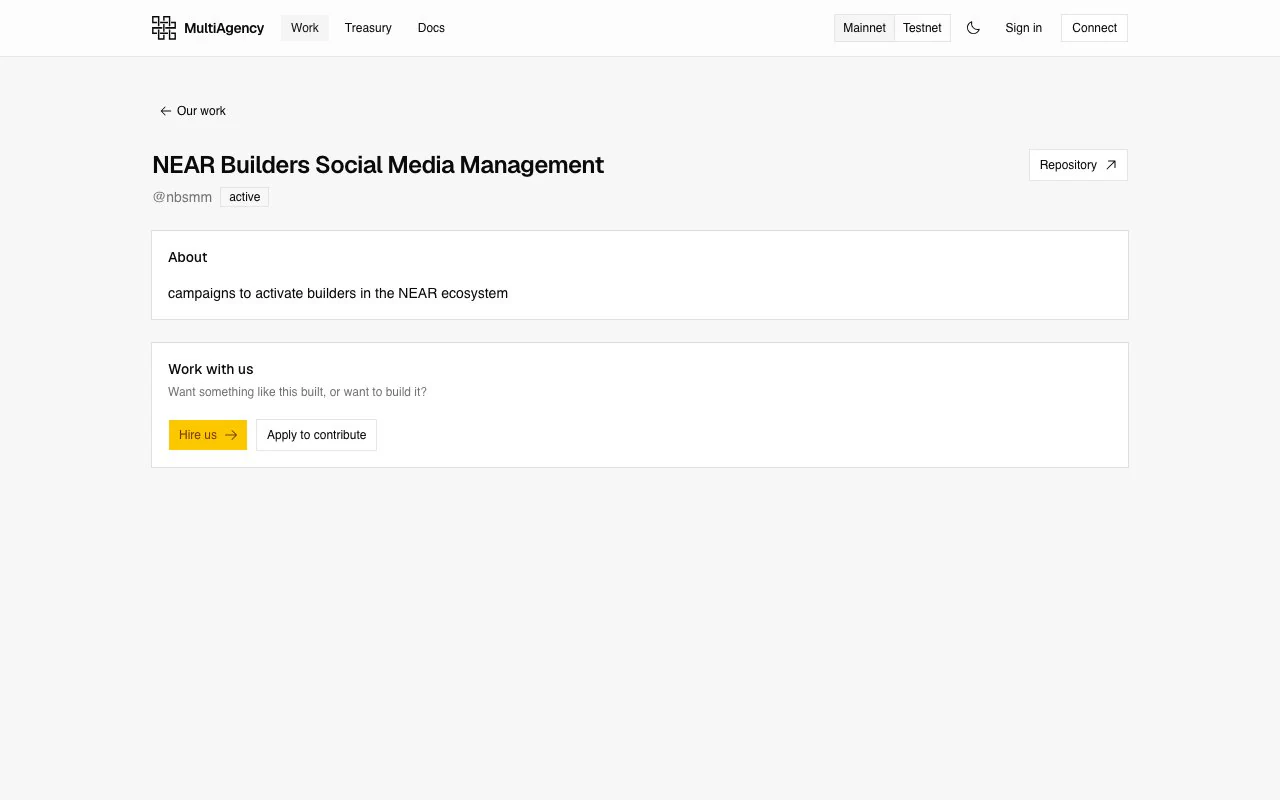 MultiAgency Work Treasury Docs Mainnet Testnet Sign in Connect
Our work
NEAR Builders Social Media Management
Repository
@nbsmm active
About
campaigns to activate builders in the NEAR ecosystem
Work with us
Want something like this built, or want to build it?
Hire us Apply to contribute